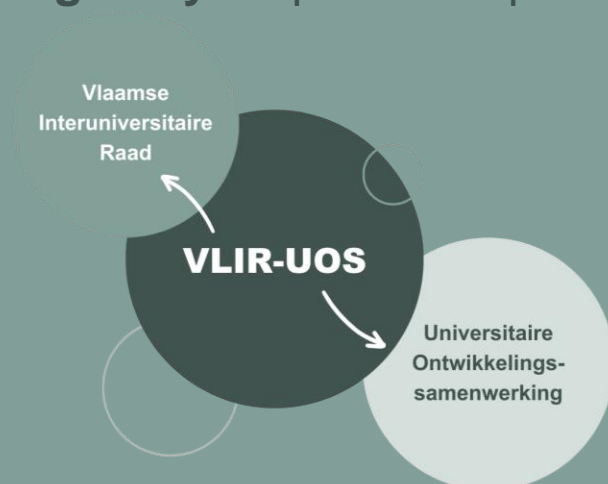 Vlaamse
Interuniversitaire
Raad
VLIR-UOS
Universitaire
Ontwikkelings-
samenwerking